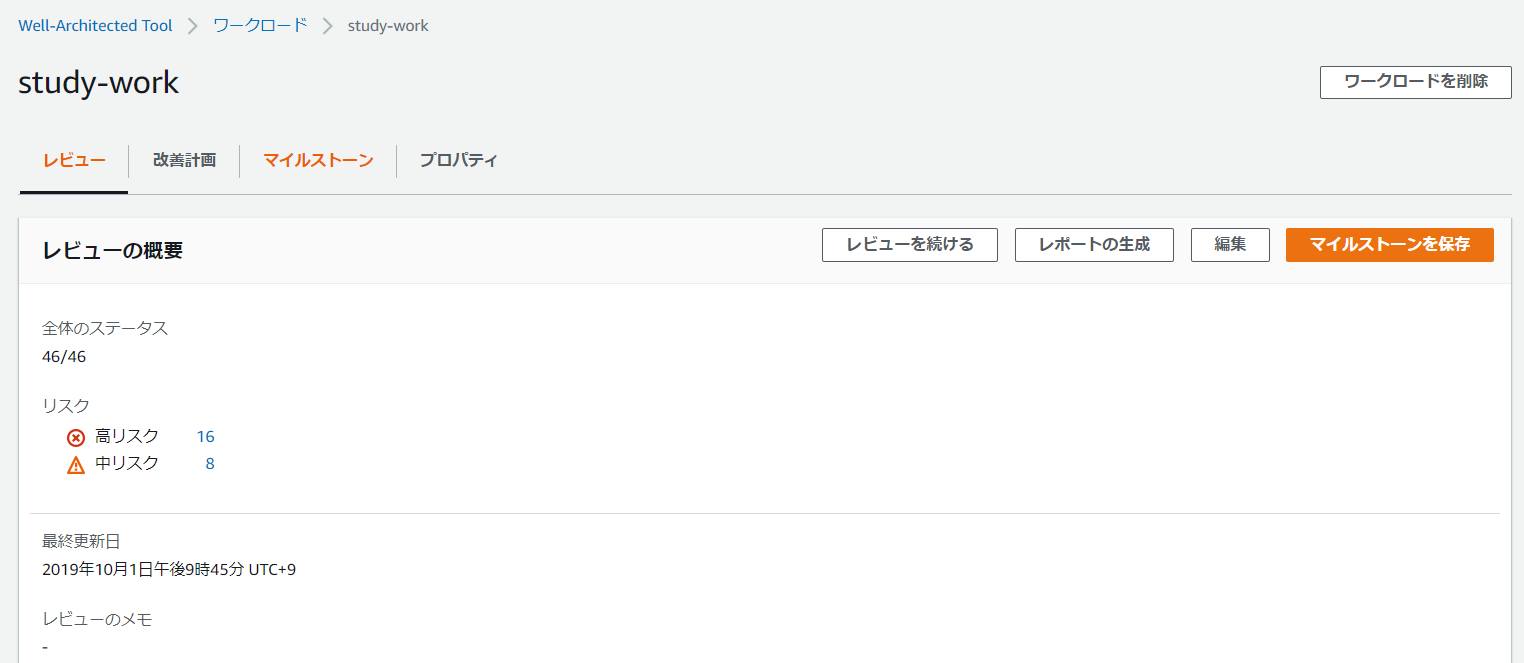 Well-Architected Tool ワークロード study-work
study-work
ワークロードを削除
レビュー 改善計画 マイルストーン プロパティ
レビューの概要
レビューを続ける レポートの生成 編集 マイルストーンを保存
全体のステータス
46/46
リスク
高リスク 16
中リスク 8
最終更新日
2019年10月1日午後9時45分 UTC+9
レビューのメモ
-